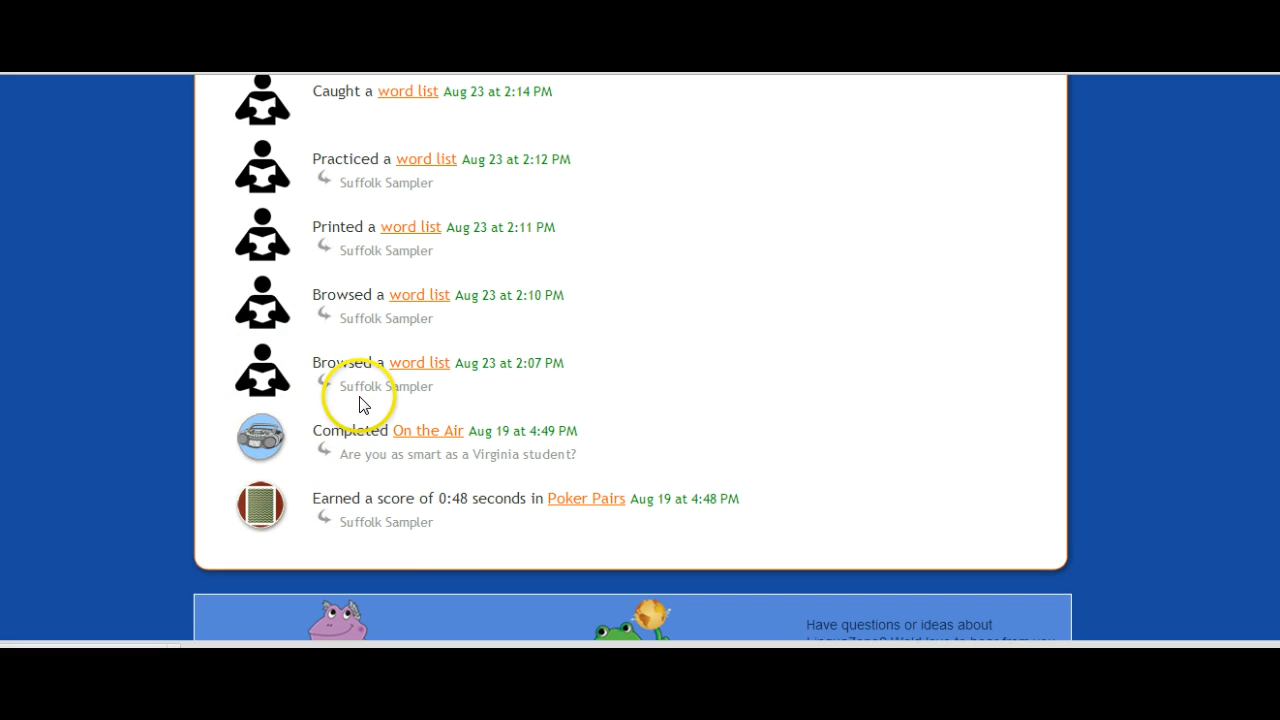 Caught a word list Aug 23 at 2:14 PM
Practiced a word list Aug 23 at 2:12 PM
Suffolk Sampler
Printed a word list Aug 23 at 2:11 PM
Suffolk Sampler
Browsed a word list Aug 23 at 2:10 PM
Suffolk Sampler
Browsed a word list Aug 23 at 2:07 PM
Suffolk Sampler
Completed On the Air Aug 19 at 4:49 PM
Are you as smart as a Virginia student?
Earned a score of 0:48 seconds in Poker Pairs Aug 19 at 4:48 PM
Suffolk Sampler
Have questions or ideas about